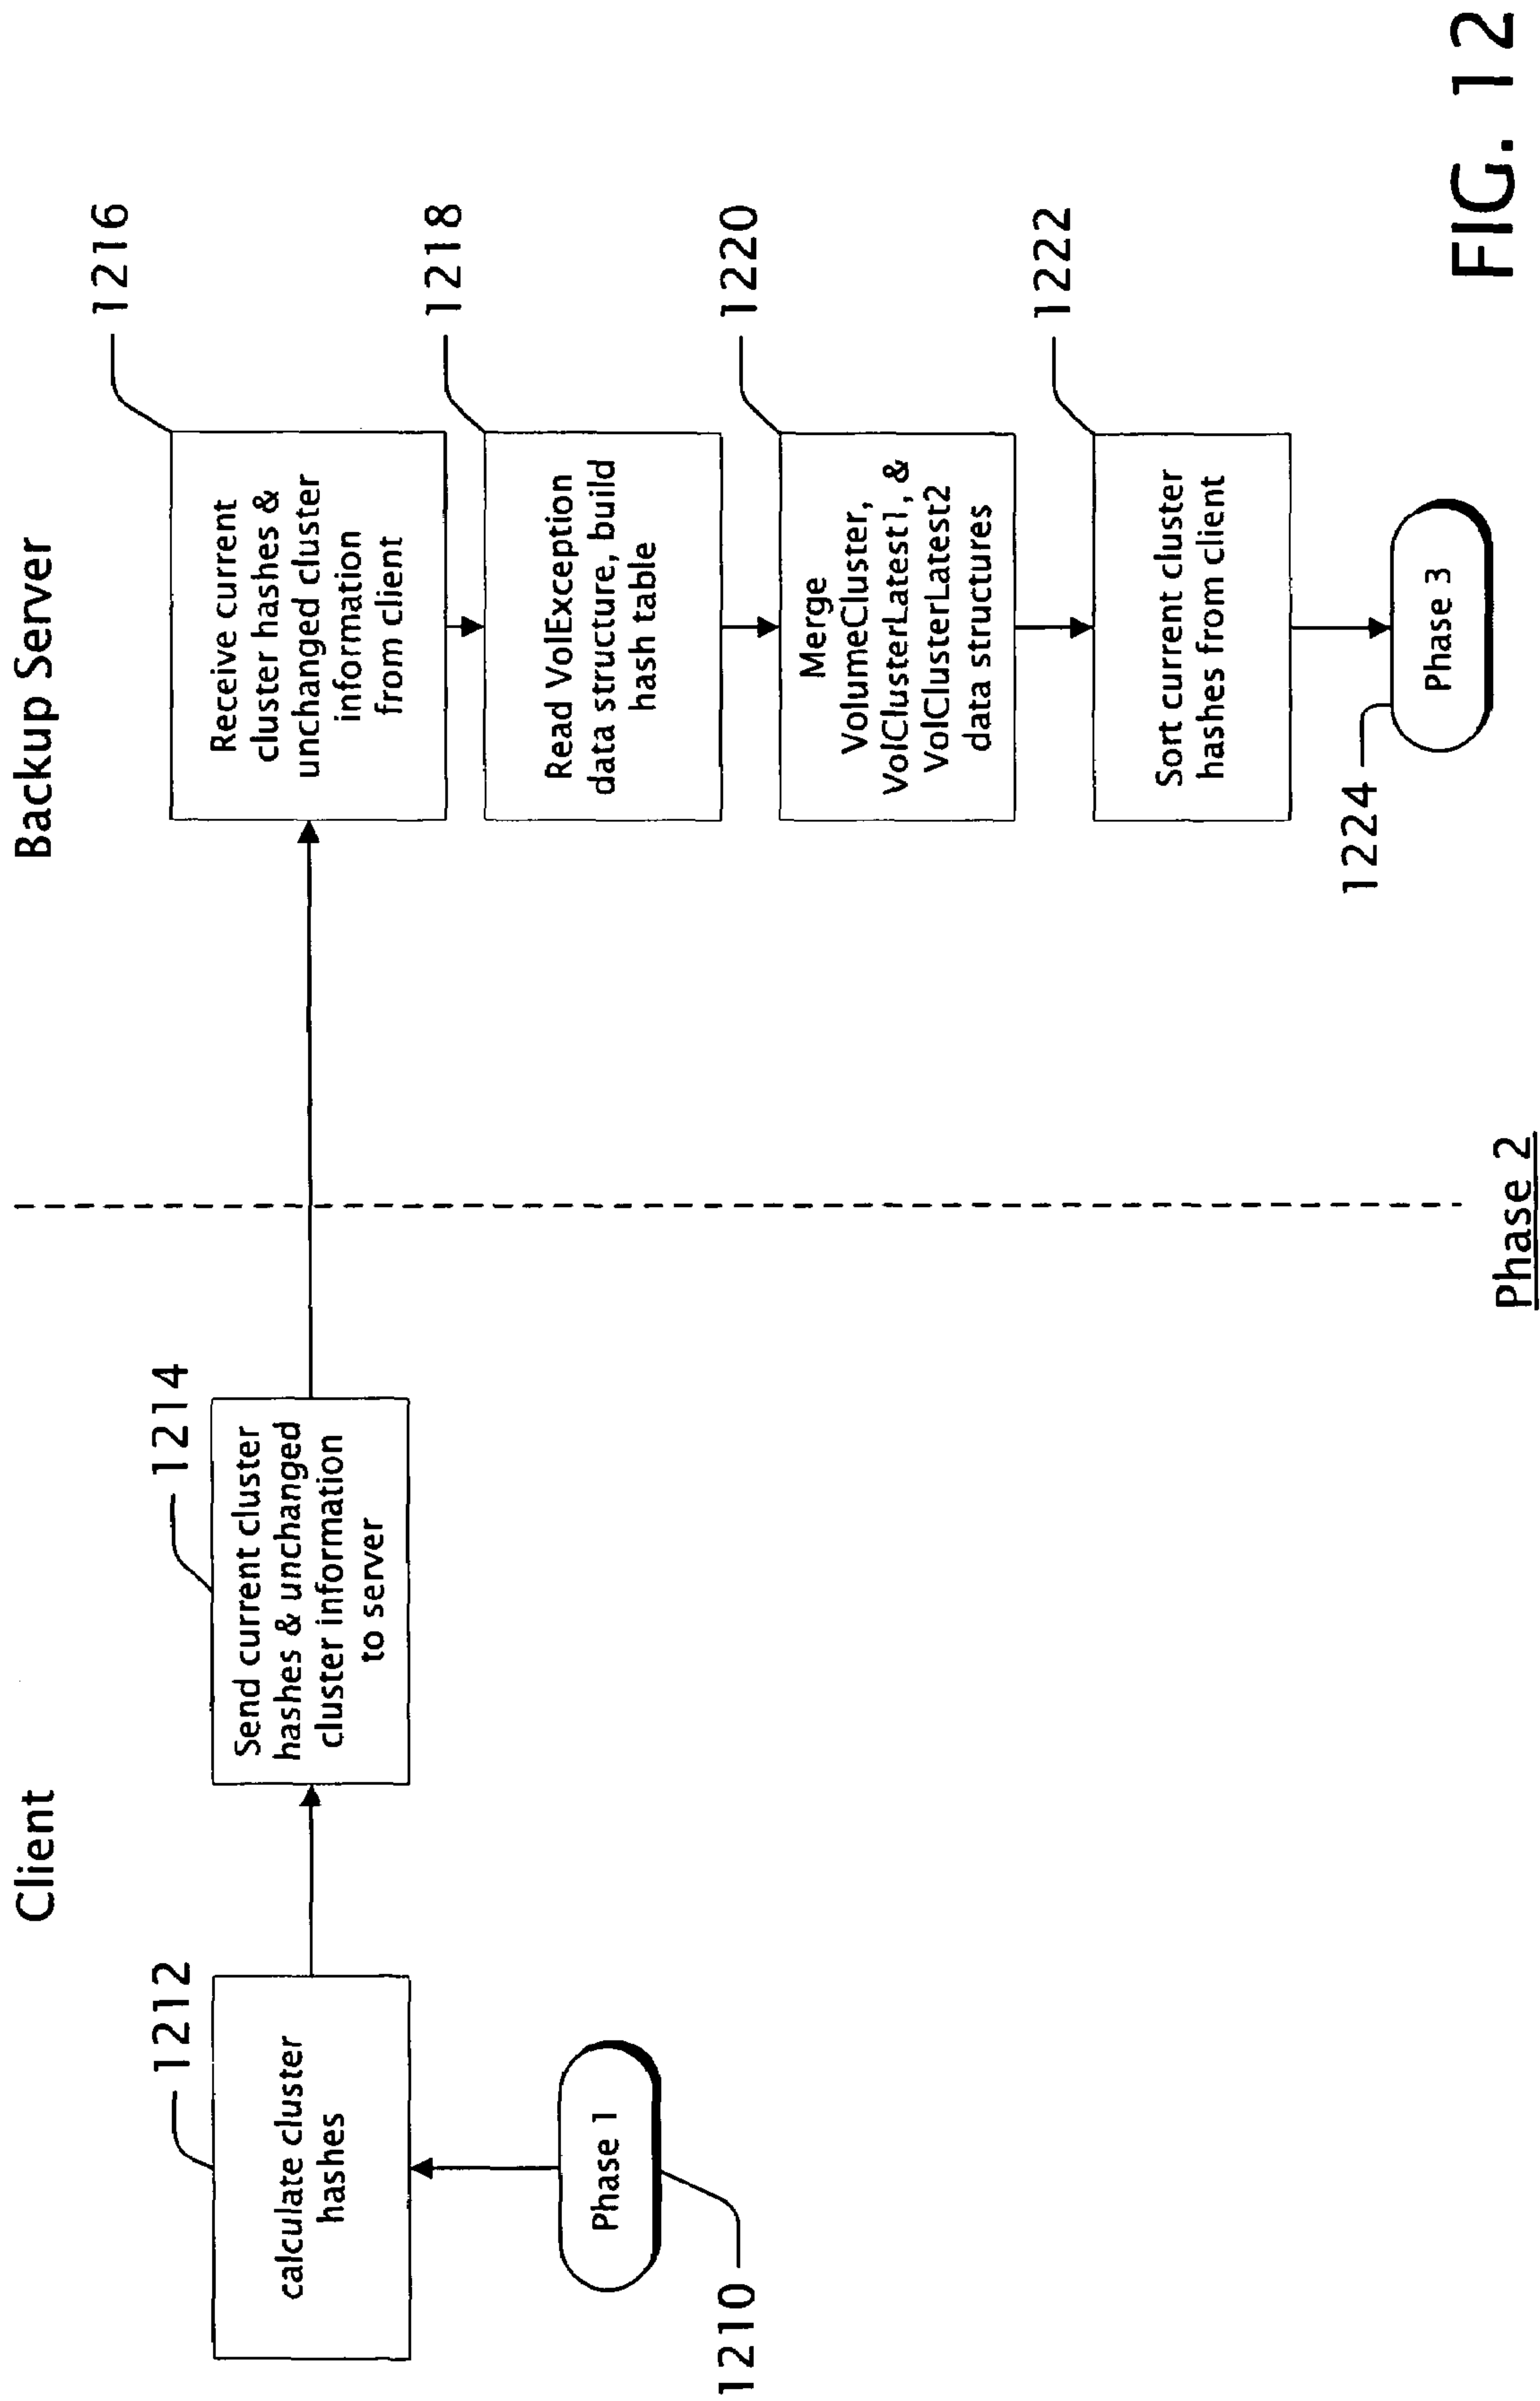 Client
Backup Server
1212
calculate cluster
hashes
Phase 1
1210
1214
Send current cluster
hashes & unchanged
cluster information
to server
1216
Receive current
cluster hashes &
unchanged cluster
information
from client
1218
Read VolException
data structure, build
hash table
1220
Merge
VolumeCluster,
VolClusterLatest1, &
VolClusterLatest2
data structures
1222
Sort current cluster
hashes from client
1224
Phase 3
Phase 2
FIG. 12